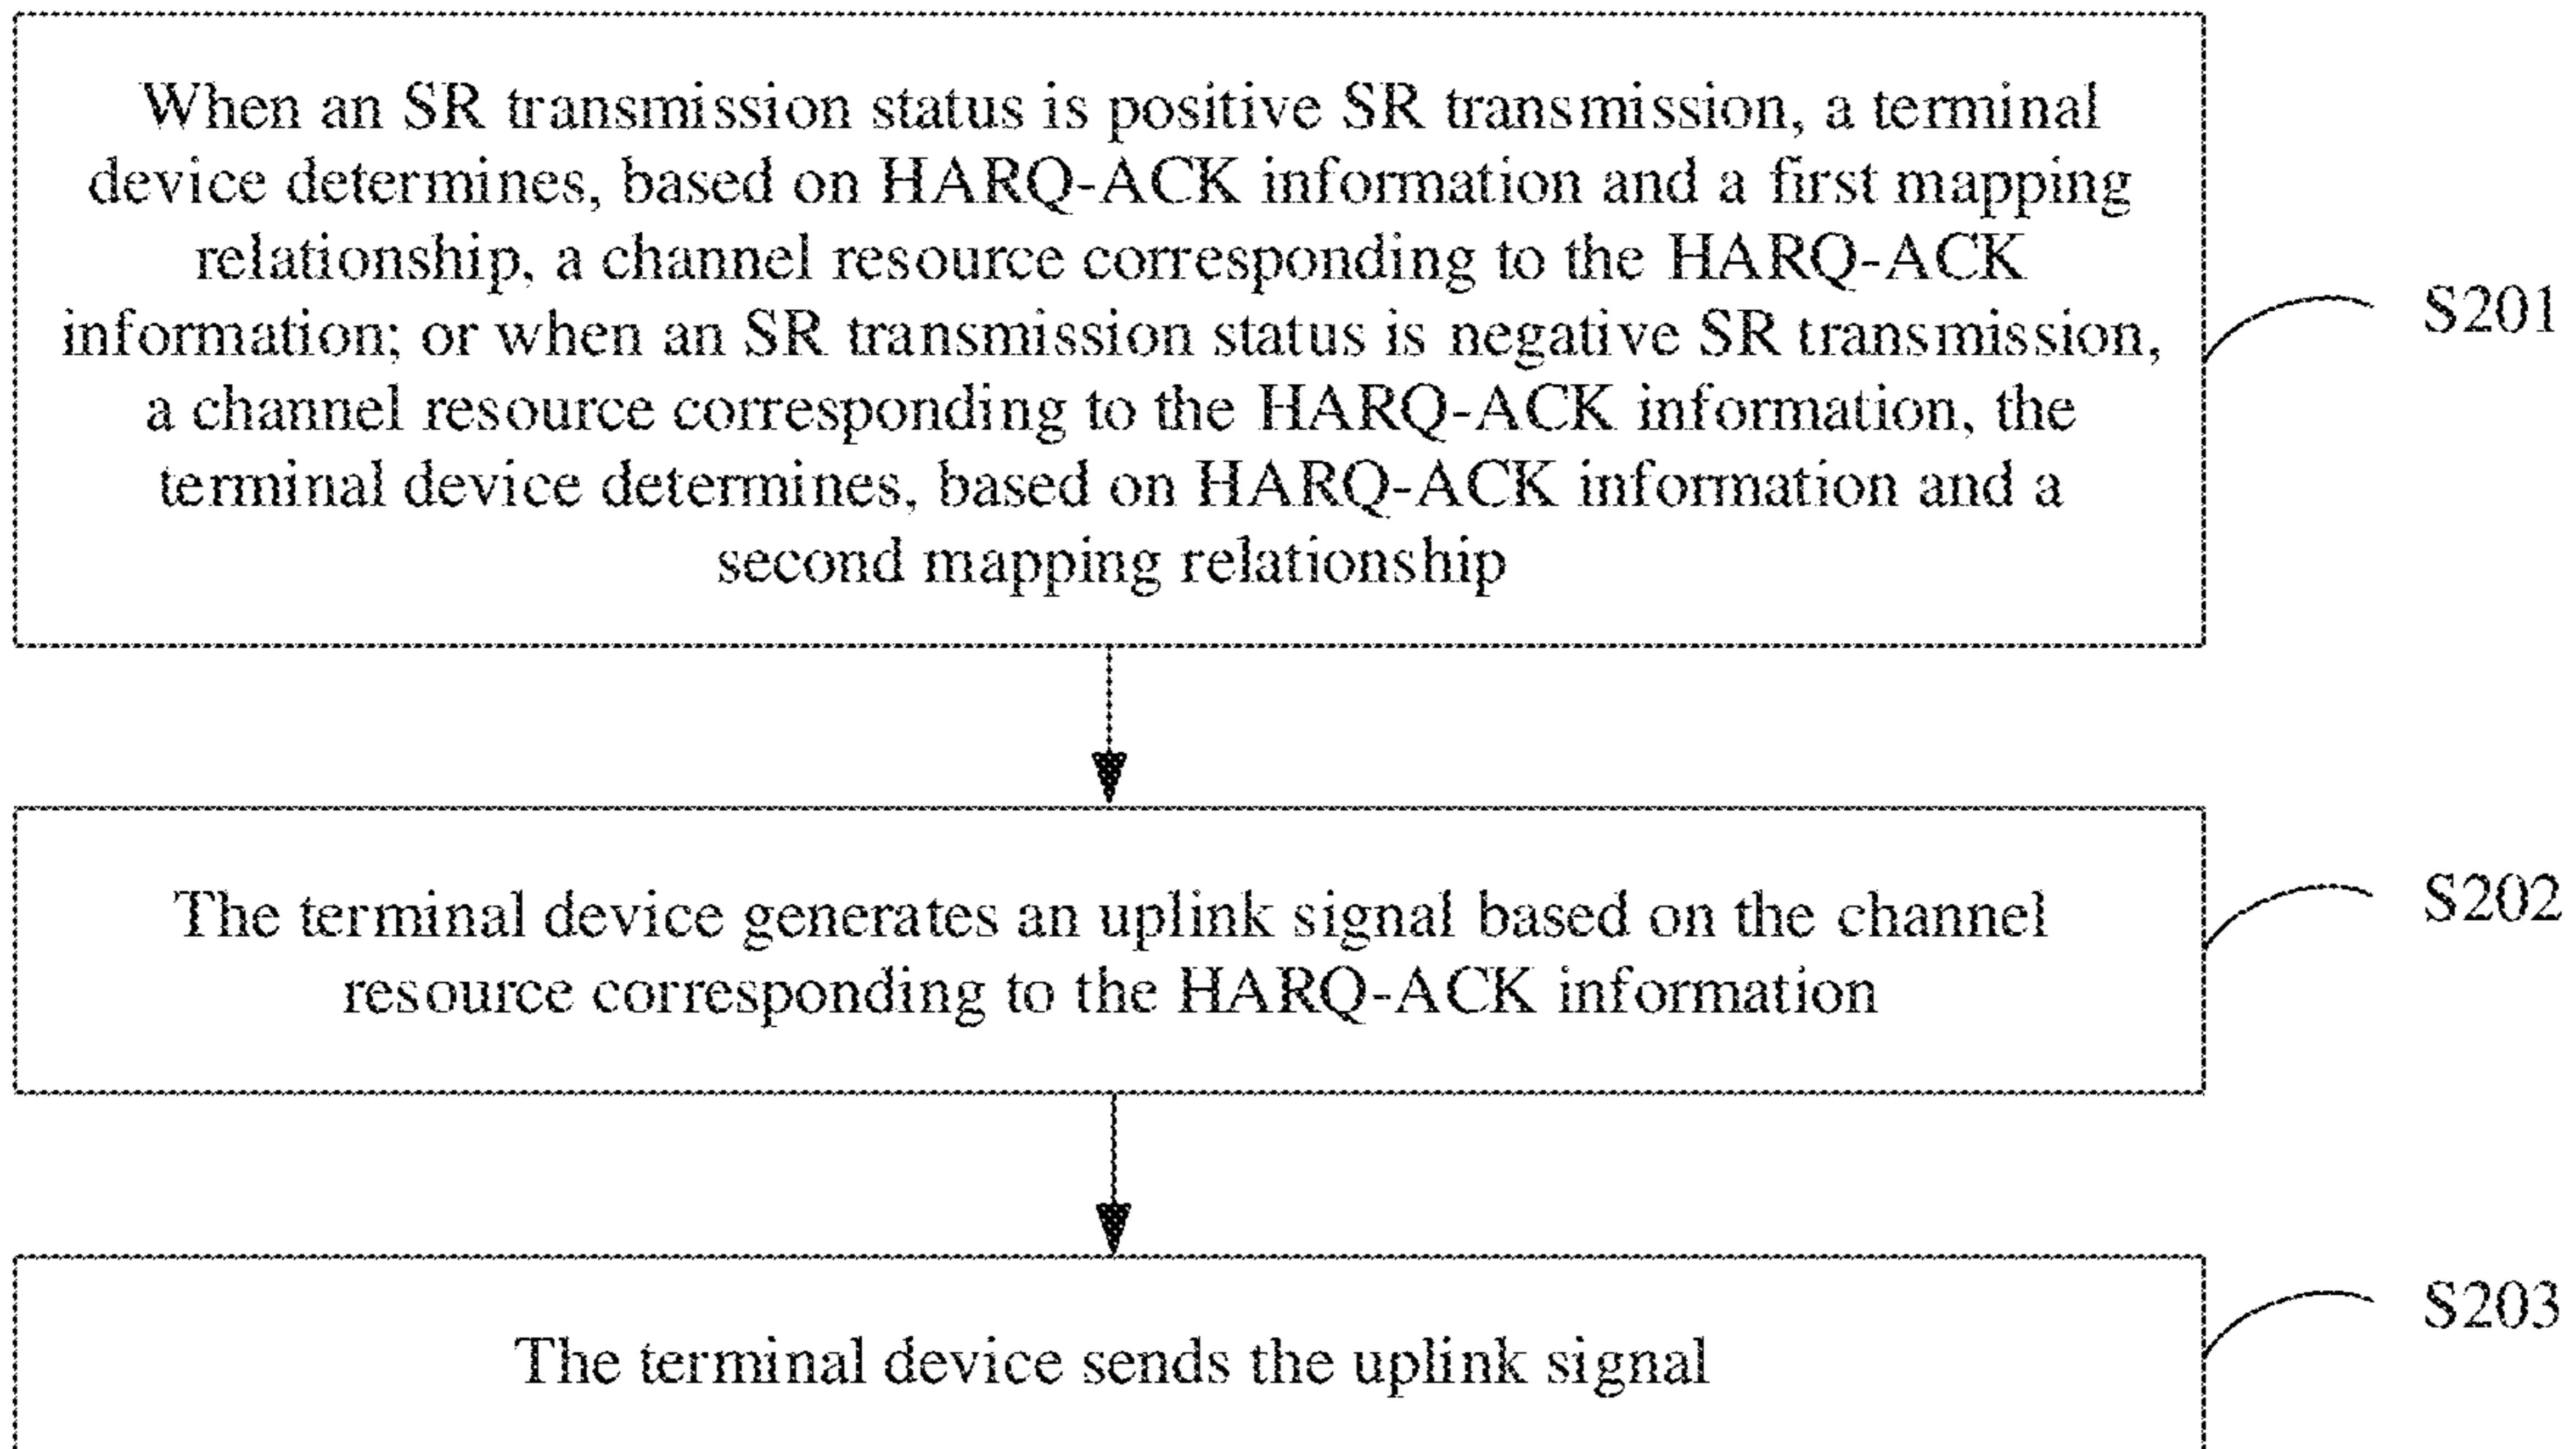 When an SR transmission status is positive SR transmission, a terminal
device determines, based on HARQ-ACK information and a first mapping
relationship, a channel resource corresponding to the HARQ-ACK
information; or when an SR transmission status is negative SR transmission,
a channel resource corresponding to the HARQ-ACK information, the
terminal device determines, based on HARQ-ACK information and a
second mapping relationship
S201
The terminal device generates an uplink signal based on the channel
resource corresponding to the HARQ-ACK information
S202
The terminal device sends the uplink signal
S203